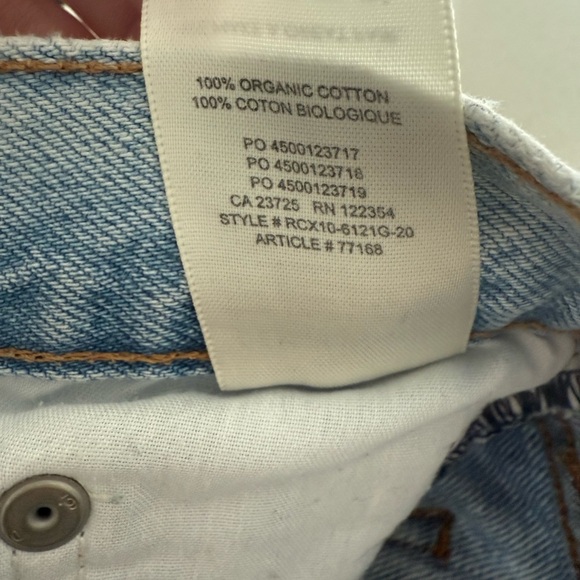 100% ORGANIC COTTON
100% COTON BIOLOGIQUE
PO 4500123717
PO 4500123718
PO 4500123719
CA 23725 RN 122354
STYLE # RCX10-6121G-20
ARTICLE # 77168